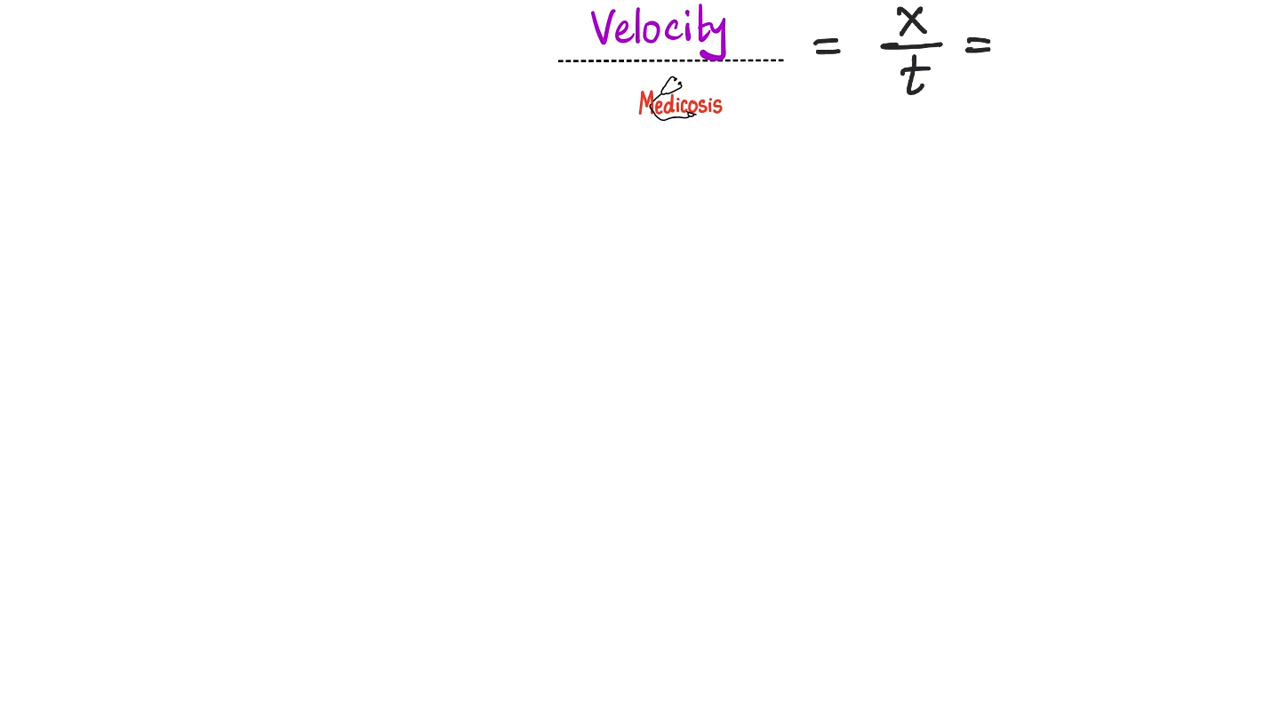 Velocity = x/t =
Medicosis